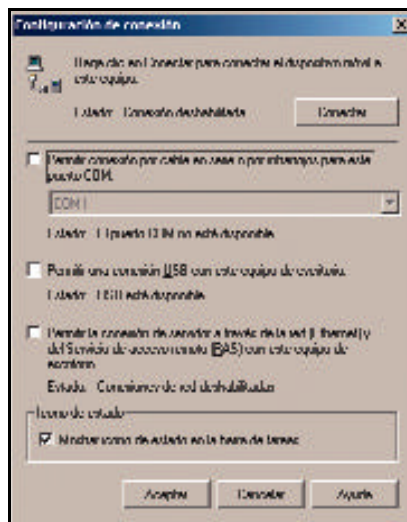 Configuración de conexión
Haga clic en Conectar para conectar el dispositivo móvil a
este equipo.
Estado: Conexión deshabilitada
Conectar
Permitir conexión por cable en serie o por infrarrojos para este
puerto COM.
COM1
Estado: El puerto COM no está disponible
Permitir una conexión USB con este equipo de escritorio.
Estado: USB está disponible
Permitir la conexión de servidor a través de la red (Ethernet) y
del Servicio de acceso remoto (RAS) con este equipo de
escritorio
Estado: Conexiones de red deshabilitadas
Icono de estado
Mostrar icono de estado en la barra de tareas
Aceptar
Cancelar
Ayuda